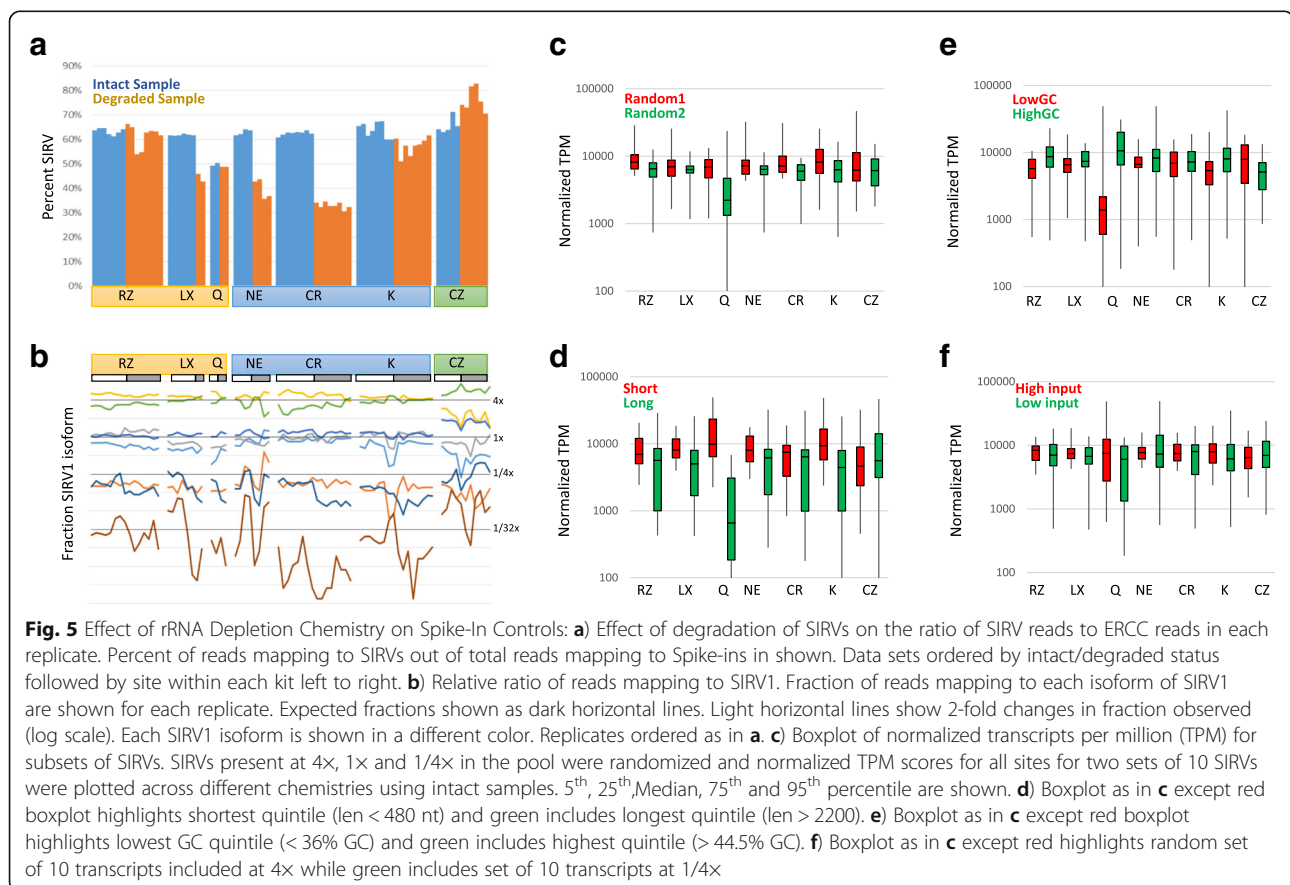 a
90%
80%
70%
60%
50%
40%
30%
20%
10%
0%
Percent SIRV
Intact Sample
Degraded Sample
RZ LX Q NE CR K CZ
b
RZ LX Q NE CR K CZ
4x
1x
1/4x
1/32x
Fraction SIRV1 isoform
c
100000
10000
1000
100
Normalized TPM
Random1
Random2
RZ LX Q NE CR K CZ
d
100000
10000
1000
100
Normalized TPM
Short
Long
RZ LX Q NE CR K CZ
e
100000
10000
1000
100
Normalized TPM
LowGC
HighGC
RZ LX Q NE CR K CZ
f
100000
10000
1000
100
Normalized TPM
High input
Low input
RZ LX Q NE CR K CZ
Fig. 5 Effect of rRNA Depletion Chemistry on Spike-In Controls: a) Effect of degradation of SIRVs on the ratio of SIRV reads to ERCC reads in each
replicate. Percent of reads mapping to SIRVs out of total reads mapping to Spike-ins in shown. Data sets ordered by intact/degraded status
followed by site within each kit left to right. b) Relative ratio of reads mapping to SIRV1. Fraction of reads mapping to each isoform of SIRV1
are shown for each replicate. Expected fractions shown as dark horizontal lines. Light horizontal lines show 2-fold changes in fraction observed
(log scale). Each SIRV1 isoform is shown in a different color. Replicates ordered as in a. c) Boxplot of normalized transcripts per million (TPM) for
subsets of SIRVs. SIRVs present at 4×, 1× and 1/4× in the pool were randomized and normalized TPM scores for all sites for two sets of 10 SIRVs
were plotted across different chemistries using intact samples. 5th, 25th,Median, 75th and 95th percentile are shown. d) Boxplot as in c except red
boxplot highlights shortest quintile (len < 480 nt) and green includes longest quintile (len > 2200). e) Boxplot as in c except red boxplot
highlights lowest GC quintile (< 36% GC) and green includes highest quintile (> 44.5% GC). f) Boxplot as in c except red highlights random set
of 10 transcripts included at 4× while green includes set of 10 transcripts at 1/4×